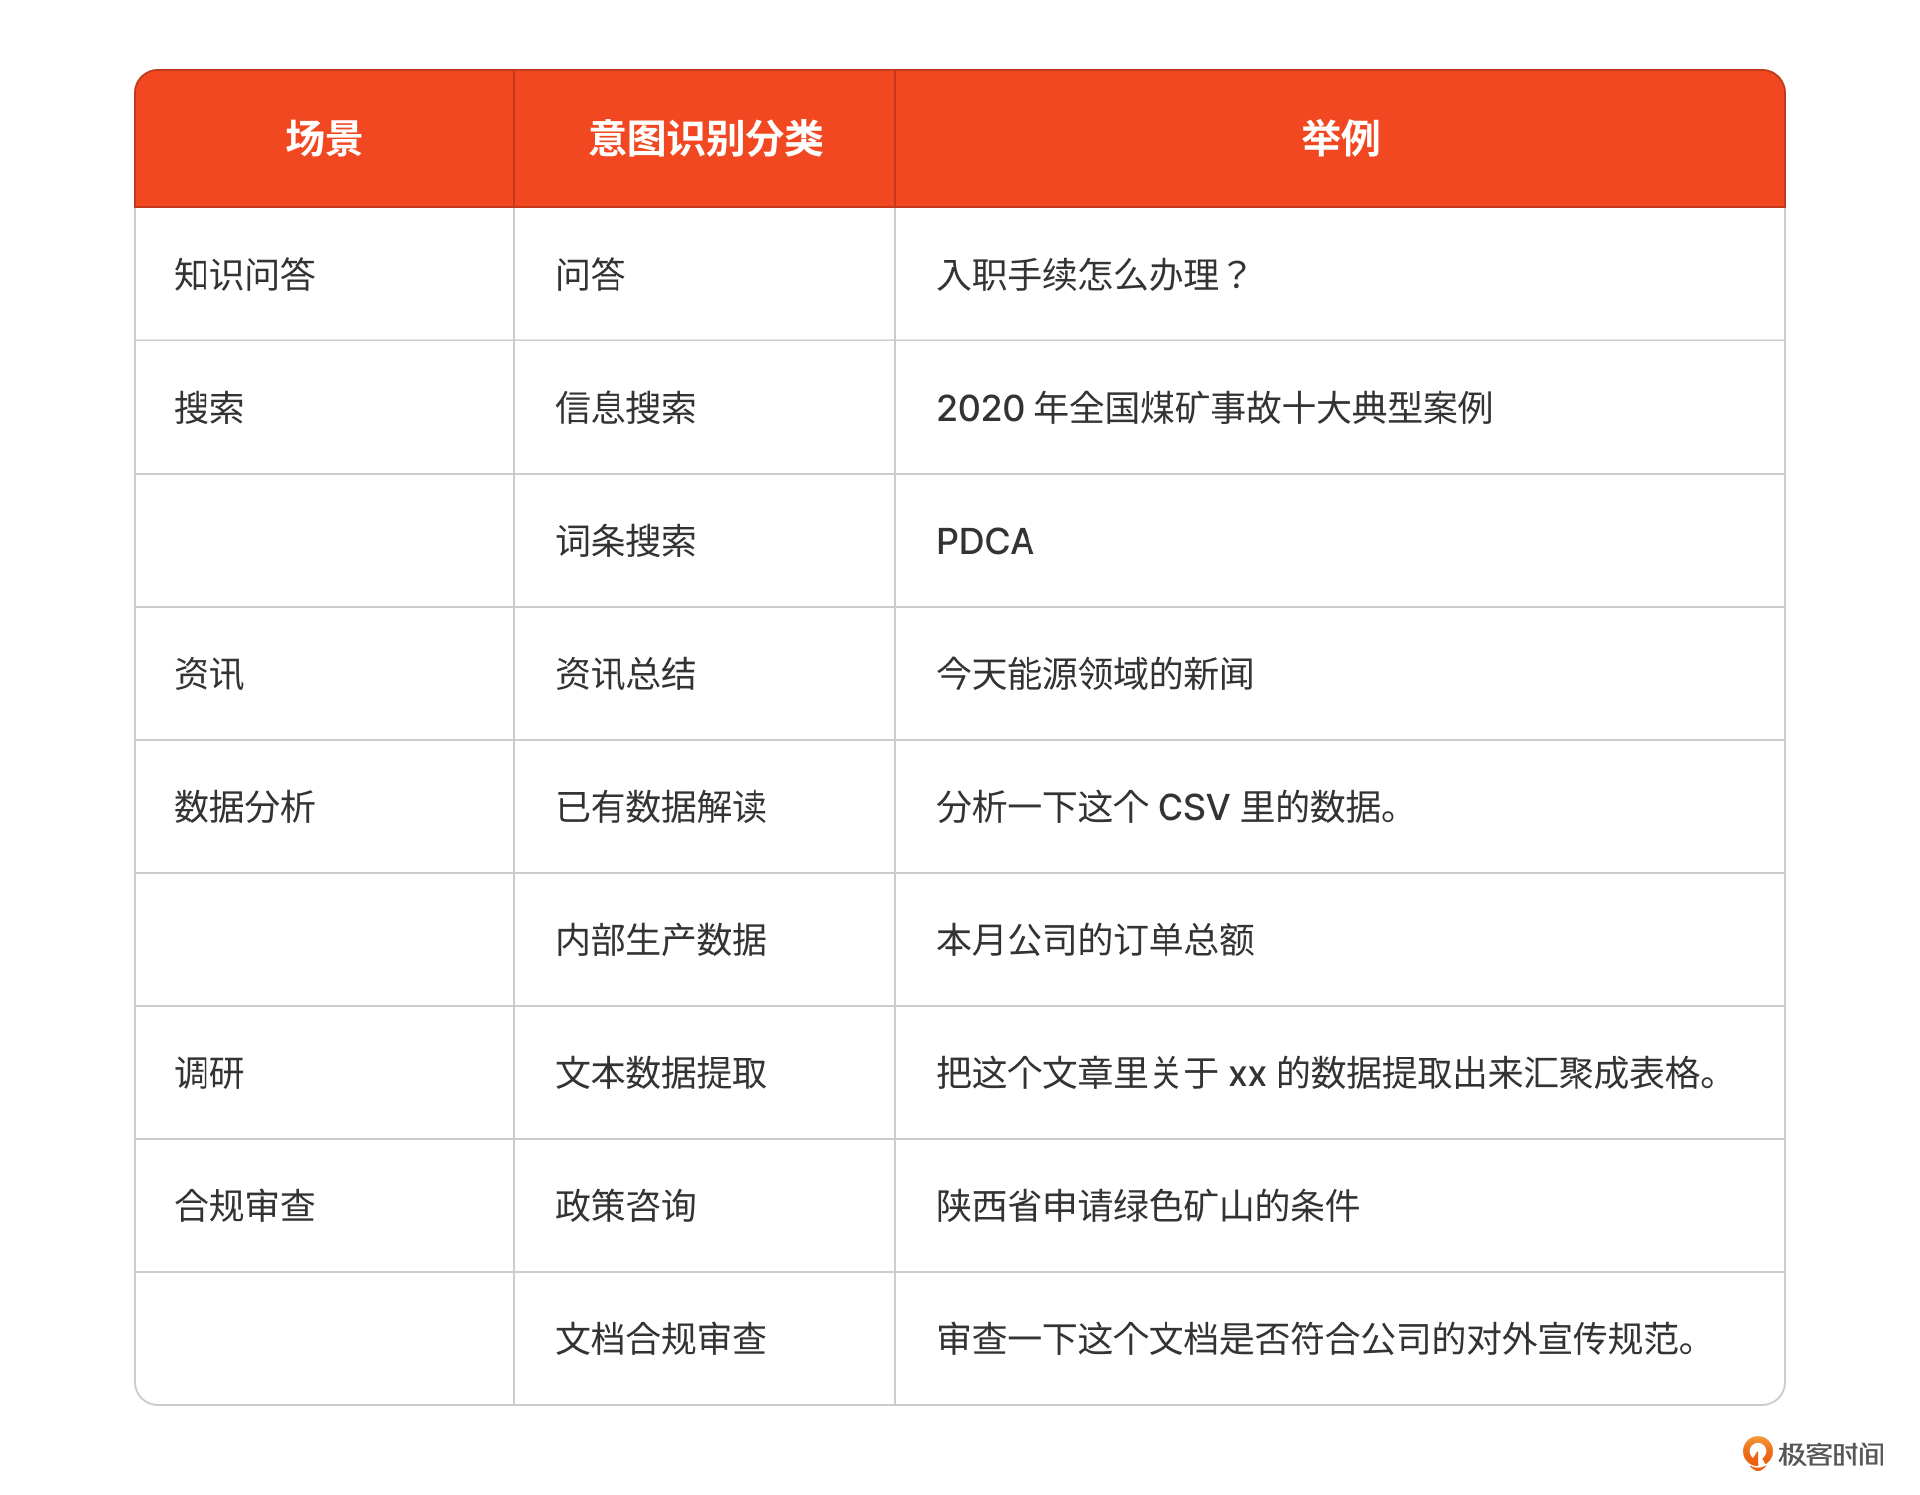 场景 意图识别分类 举例
知识问答 问答 入职手续怎么办理？
搜索 信息搜索 2020 年全国煤矿事故十大典型案例
词条搜索 PDCA
资讯 资讯总结 今天能源领域的新闻
数据分析 已有数据解读 分析一下这个 CSV 里的数据。
内部生产数据 本月公司的订单总额
调研 文本数据提取 把这个文章里关于 xx 的数据提取出来汇聚成表格。
合规审查 政策咨询 陕西省申请绿色矿山的条件
文档合规审查 审查一下这个文档是否符合公司的对外宣传规范。
极客时间